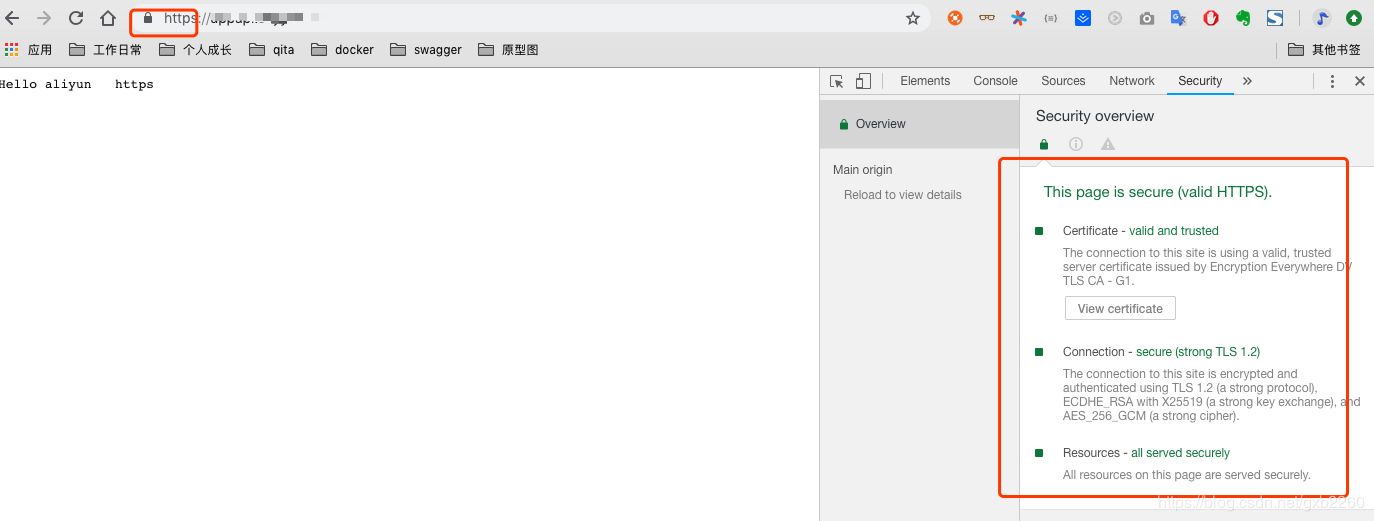 https://
应用
工作日常
个人成长
qita
docker
swagger
原型图
其他书签
Hello aliyun   https
Elements
Console
Sources
Network
Security
Overview
Main origin
Reload to view details
Security overview
This page is secure (valid HTTPS).
Certificate - valid and trusted
The connection to this site is using a valid, trusted
server certificate issued by Encryption Everywhere DV
TLS CA - G1.
View certificate
Connection - secure (strong TLS 1.2)
The connection to this site is encrypted and
authenticated using TLS 1.2 (a strong protocol),
ECDHE_RSA with X25519 (a strong key exchange), and
AES_256_GCM (a strong cipher).
Resources - all served securely
All resources on this page are served securely.
https://blog.csdn.net/gxb2260